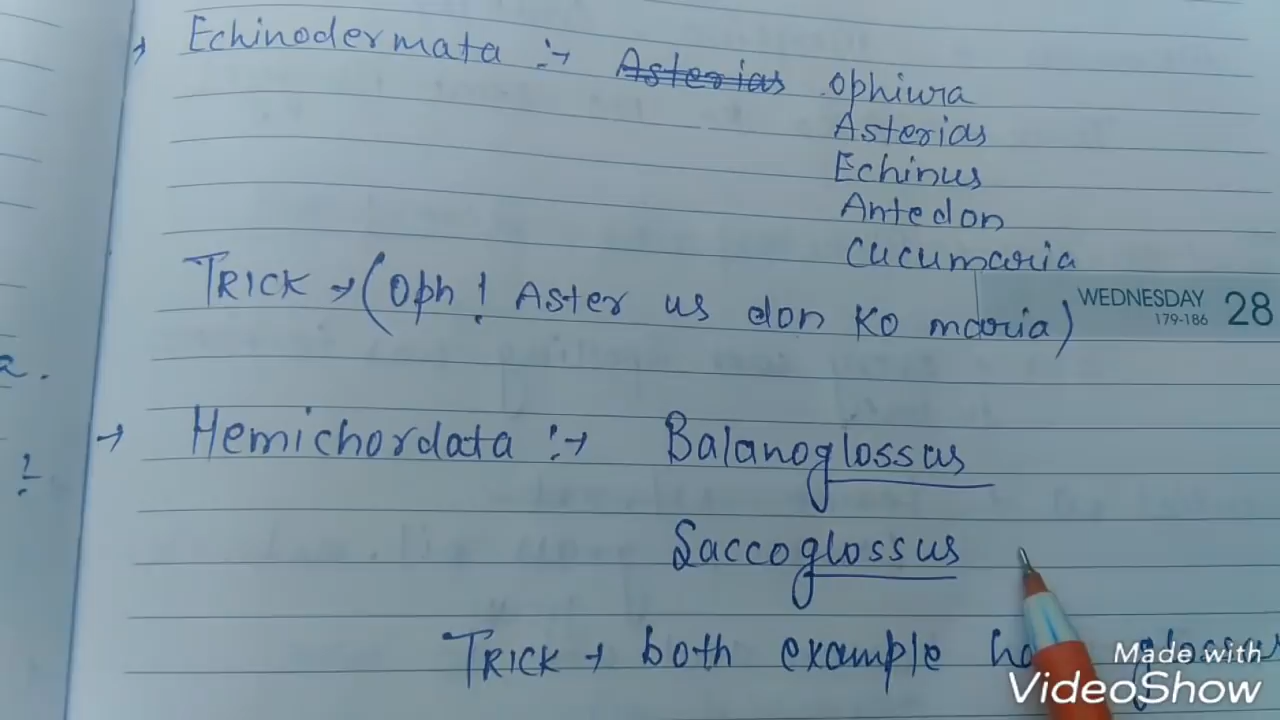 → Echinodermata :→ Ophiura
Asterias
Echinus
Antedon
Cucumaria
TRICK → (Oph! Aster us don ko maria)
WEDNESDAY 28
179-186
a.
→ Hemichordata :→ Balanoglossus
Saccoglossus
TRICK → both example
Made with
VideoShow